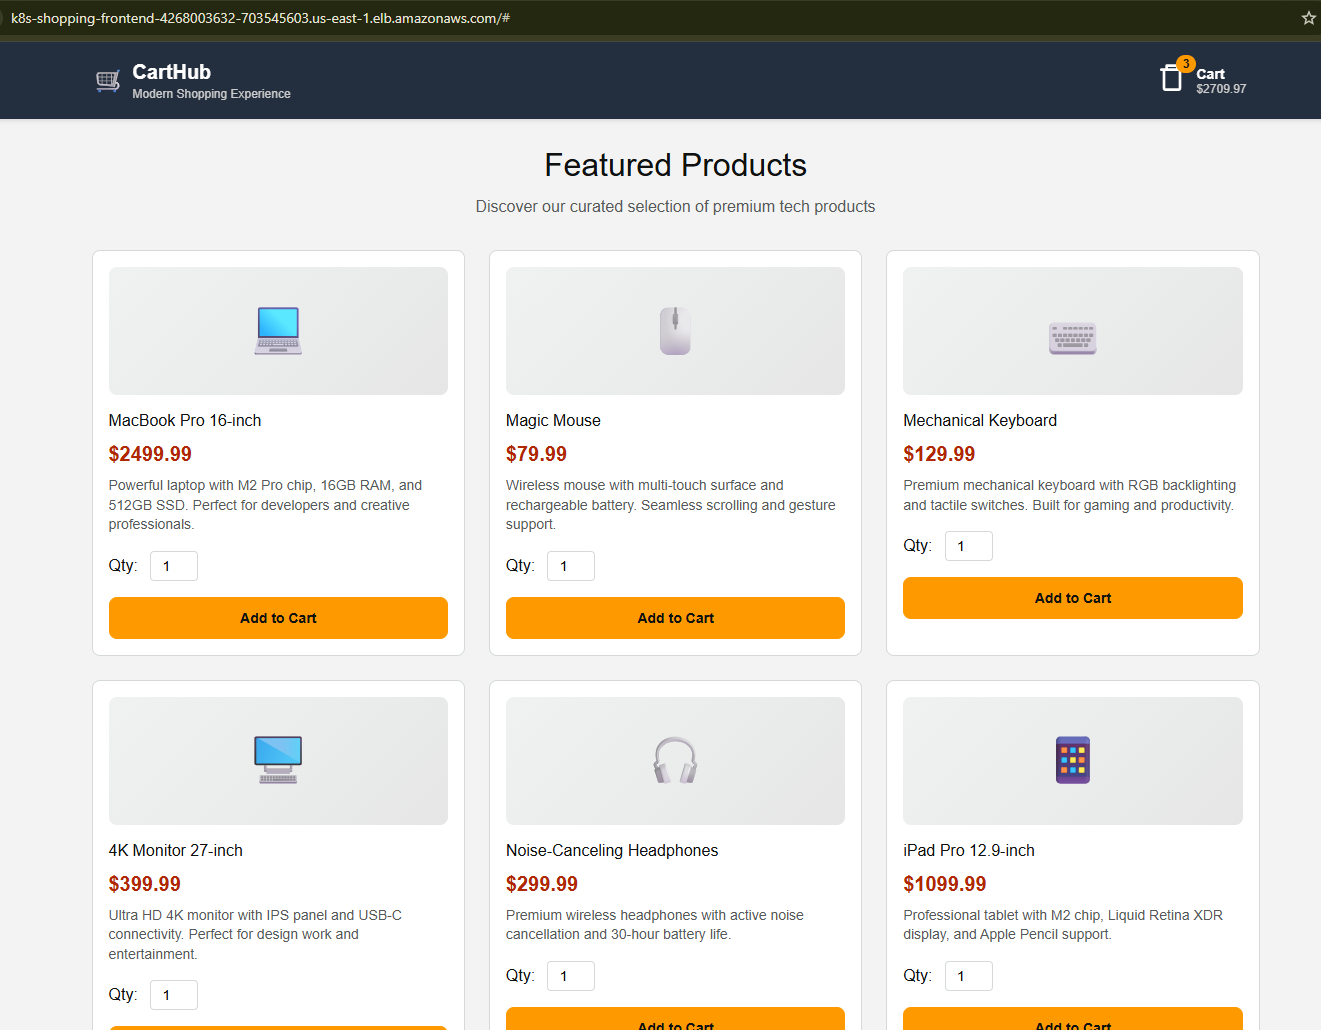 k8s-shopping-frontend-4268003632-703545603.us-east-1.elb.amazonaws.com/#
CartHub
Modern Shopping Experience
3
Cart
$2709.97
Featured Products
Discover our curated selection of premium tech products
MacBook Pro 16-inch
$2499.99
Powerful laptop with M2 Pro chip, 16GB RAM, and
512GB SSD. Perfect for developers and creative
professionals.
Qty: 1
Add to Cart
Magic Mouse
$79.99
Wireless mouse with multi-touch surface and
rechargeable battery. Seamless scrolling and gesture
support.
Qty: 1
Add to Cart
Mechanical Keyboard
$129.99
Premium mechanical keyboard with RGB backlighting
and tactile switches. Built for gaming and productivity.
Qty: 1
Add to Cart
4K Monitor 27-inch
$399.99
Ultra HD 4K monitor with IPS panel and USB-C
connectivity. Perfect for design work and
entertainment.
Qty: 1
Noise-Canceling Headphones
$299.99
Premium wireless headphones with active noise
cancellation and 30-hour battery life.
Qty: 1
Add to Cart
iPad Pro 12.9-inch
$1099.99
Professional tablet with M2 chip, Liquid Retina XDR
display, and Apple Pencil support.
Qty: 1
Add to Cart